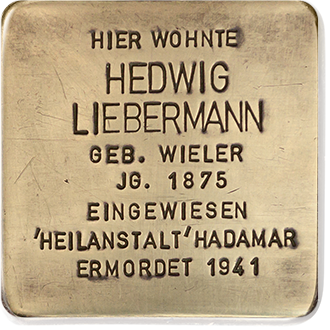 HIER WOHNTE
HEDWIG
LIEBERMANN
GEB. WIELER
JG. 1875
EINGEWIESEN
'HEILANSTALT' HADAMAR
ERMORDET 1941